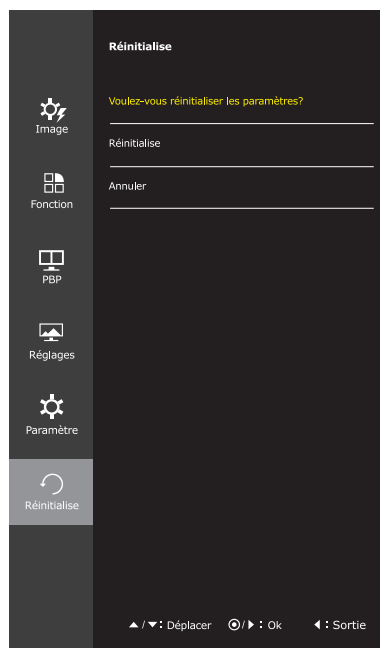 Réinitialise
Voulez-vous réinitialiser les paramètres?
Réinitialise
Annuler
Image
Fonction
PBP
Réglages
Paramètre
Réinitialise
▲/▼: Déplacer ⦿/▶ : Ok ◀ : Sortie